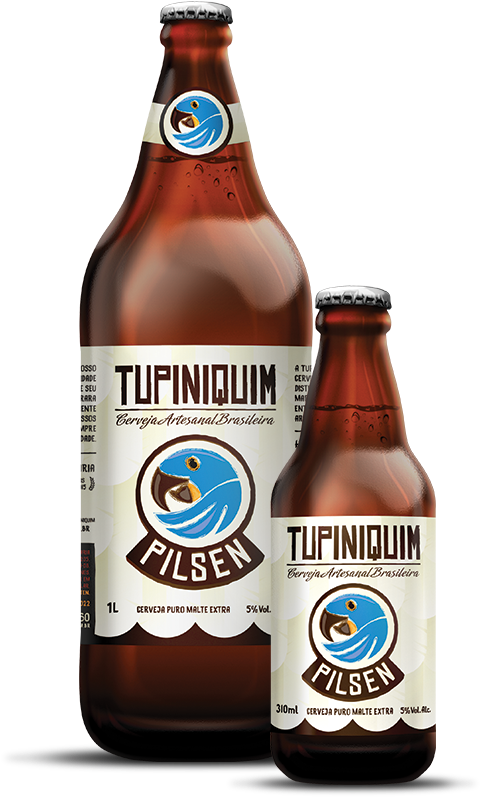 TUPINIQUIM
Cerveja Artesanal Brasileira
PILSEN
1L CERVEJA PURO MALTE EXTRA 5% Vol.
TUPINIQUIM
Cerveja Artesanal Brasileira
PILSEN
310ml CERVEJA PURO MALTE EXTRA 5% Vol. Alc.